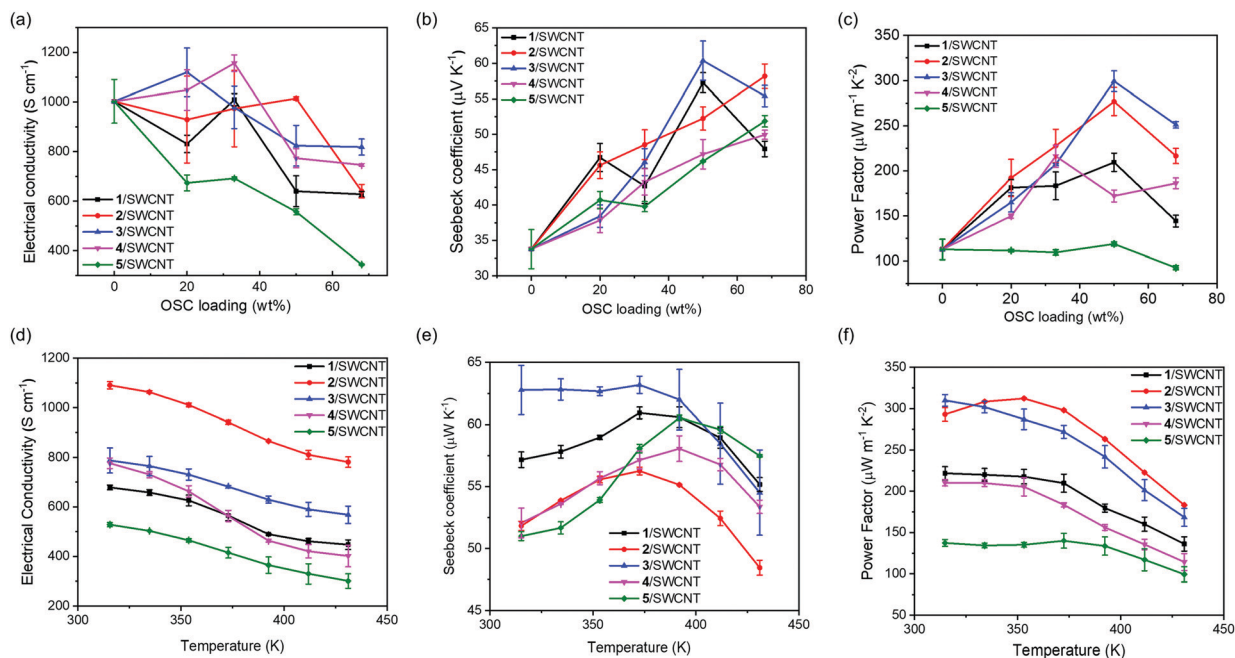 (a)
Electrical conductivity (S cm⁻¹)
1200
1000
800
600
400
1/SWCNT
2/SWCNT
3/SWCNT
4/SWCNT
5/SWCNT
0 20 40 60
OSC loading (wt%)
(b)
Seebeck coefficient (μV K⁻¹)
65
60
55
50
45
40
35
30
1/SWCNT
2/SWCNT
3/SWCNT
4/SWCNT
5/SWCNT
0 20 40 60 80
OSC loading (wt%)
(c)
Power Factor (μW m⁻¹ K⁻²)
350
300
250
200
150
100
1/SWCNT
2/SWCNT
3/SWCNT
4/SWCNT
5/SWCNT
0 20 40 60 80
OSC loading (wt%)
(d)
Electrical Conductivity (S cm⁻¹)
1200
1000
800
600
400
200
1/SWCNT
2/SWCNT
3/SWCNT
4/SWCNT
5/SWCNT
300 350 400 450
Temperature (K)
(e)
Seebeck coefficient (μW K⁻¹)
65
60
55
50
45
1/SWCNT
2/SWCNT
3/SWCNT
4/SWCNT
5/SWCNT
300 350 400 450
Temperature (K)
(f)
Power Factor (μW m⁻¹ K⁻²)
350
300
250
200
150
100
50
1/SWCNT
2/SWCNT
3/SWCNT
4/SWCNT
5/SWCNT
300 350 400 450
Temperature (K)